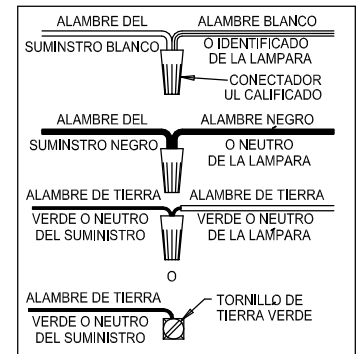 ALAMBRE DEL ALAMBRE BLANCO
SUMINSTRO BLANCO O IDENTIFICADO
DE LA LAMPARA
CONECTADOR
UL CALIFICADO
ALAMBRE DEL ALAMBRE NEGRO
SUMINSTRO NEGRO O NEUTRO
DE LA LAMPARA
ALAMBRE DE TIERRA ALAMBRE DE TIERRA
VERDE O NEUTRO VERDE O NEUTRO
DEL SUMINISTRO DE LA LAMPARA
O
ALAMBRE DE TIERRA TORNILLO DE
VERDE O NEUTRO TIERRA VERDE
DEL SUMINISTRO